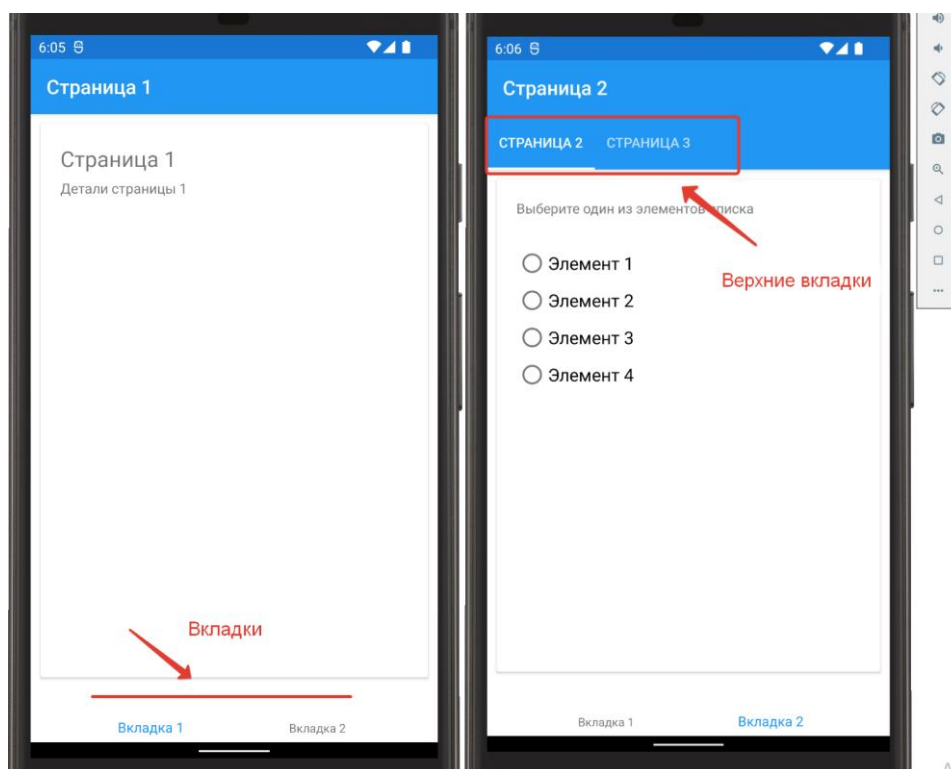 6:05
Страница 1
Страница 1
Детали страницы 1
Вкладки
Вкладка 1 Вкладка 2
6:06
Страница 2
СТРАНИЦА 2 СТРАНИЦА 3
Выберите один из элементов списка
Элемент 1
Элемент 2
Элемент 3
Элемент 4
Верхние вкладки
Вкладка 1 Вкладка 2